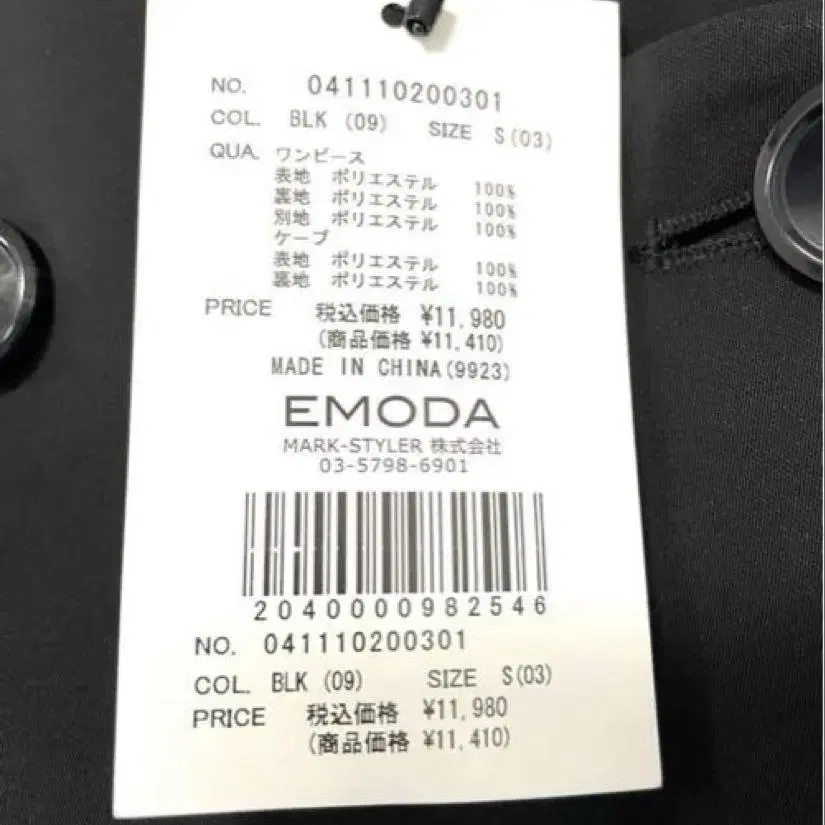 NO. 041110200301
COL. BLK (09) SIZE S(03)
QUA. ワンピース
表地 ポリエステル 100%
裏地 ポリエステル 100%
別地 ポリエステル 100%
ケープ
表地 ポリエステル 100%
裏地 ポリエステル 100%
PRICE 税込価格 ¥11,980
(商品価格 ¥11,410)
MADE IN CHINA(9923)
EMODA
MARK-STYLER 株式会社
03-5798-6901
2040000982546
NO. 041110200301
COL. BLK (09) SIZE S(03)
PRICE 税込価格 ¥11,980
(商品価格 ¥11,410)